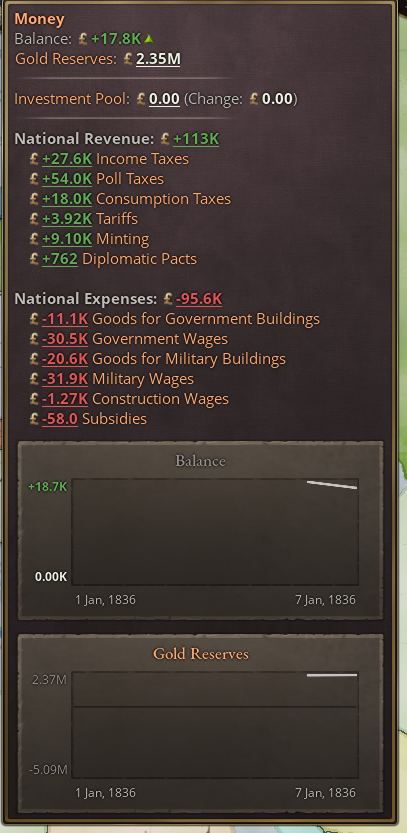 Money
Balance: £ +17.8K
Gold Reserves: £ 2.35M
Investment Pool: £ 0.00 (Change: £ 0.00)
National Revenue: £ +113K
£ +27.6K Income Taxes
£ +54.0K Poll Taxes
£ +18.0K Consumption Taxes
£ +3.92K Tariffs
£ +9.10K Minting
£ +762 Diplomatic Pacts
National Expenses: £ -95.6K
£ -11.1K Goods for Government Buildings
£ -30.5K Government Wages
£ -20.6K Goods for Military Buildings
£ -31.9K Military Wages
£ -1.27K Construction Wages
£ -58.0 Subsidies
Balance
+18.7K
0.00K
1 Jan, 1836 7 Jan, 1836
Gold Reserves
2.37M
-5.09M
1 Jan, 1836 7 Jan, 1836